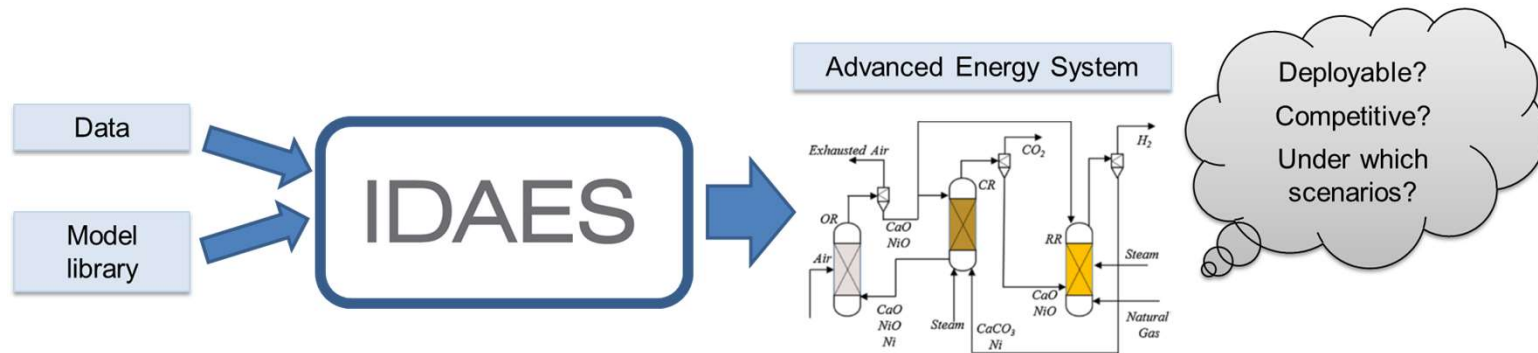 Data
Model
library
IDAES
Advanced Energy System
Exhausted Air
CO2
H2
CR
OR
CaO
NiO
RR
Air
Steam
CaO
NiO
CaO
NiO
Ni
Steam
CaCO3
Ni
Natural
Gas
Deployable?
Competitive?
Under which
scenarios?